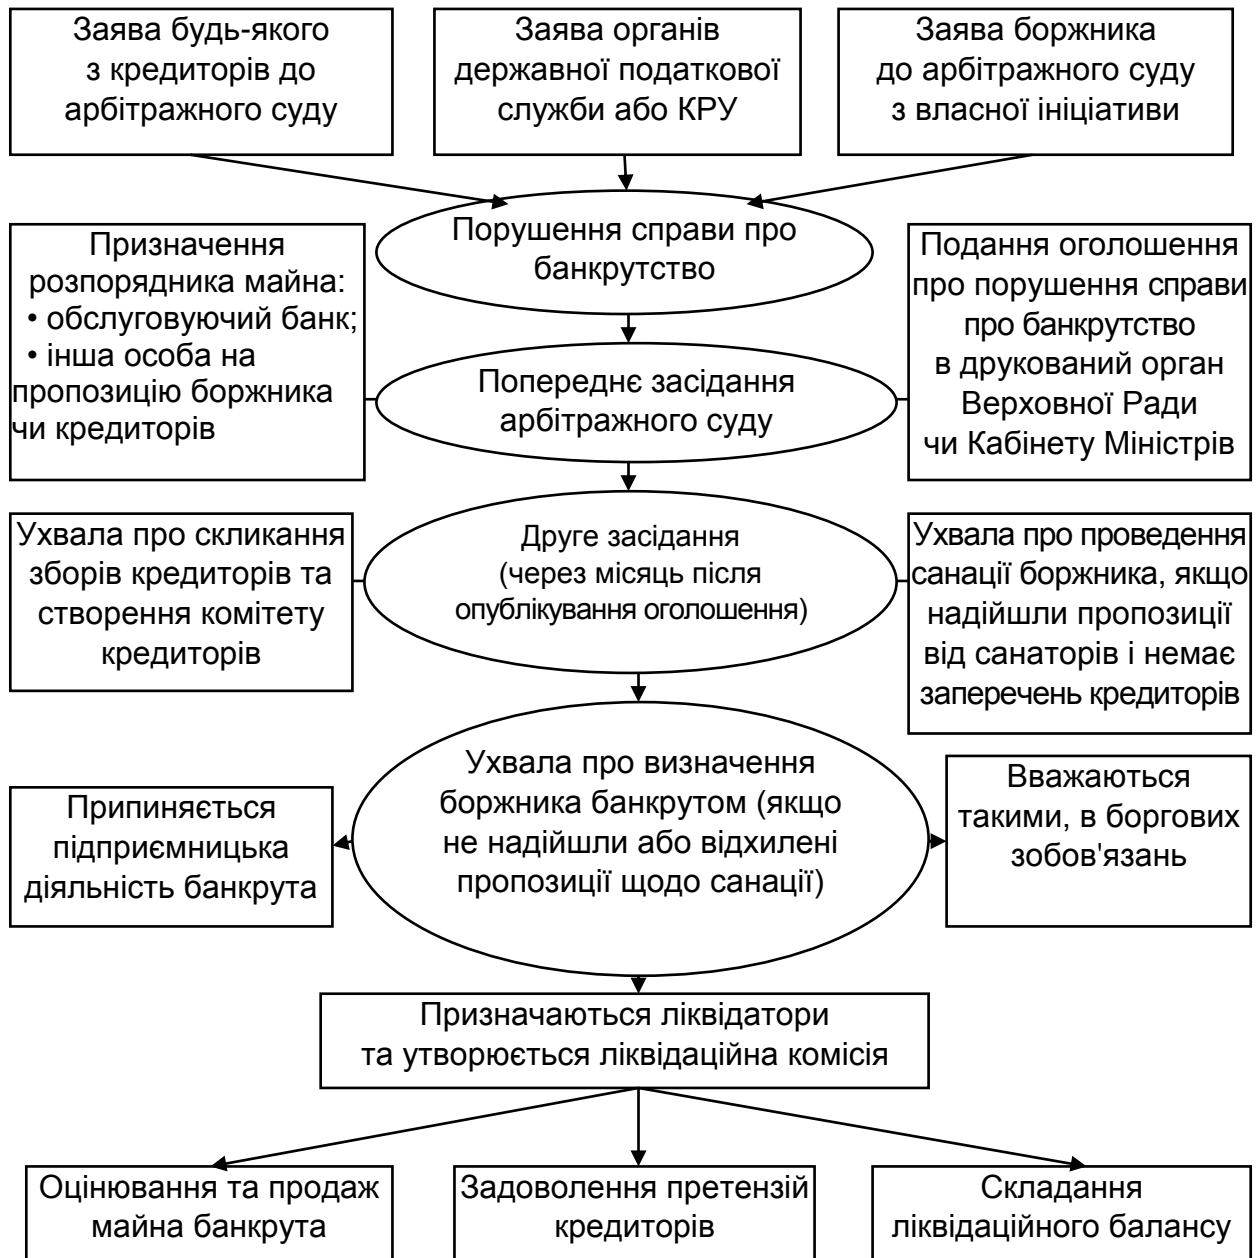 Заява будь-якого
з кредиторів до
арбітражного суду
Заява органів
державної податкової
служби або КРУ
Заява боржника
до арбітражного суду
з власної ініціативи
Порушення справи про
банкрутство
Призначення
розпорядника майна:
• обслуговуючий банк;
• інша особа на
пропозицію боржника
чи кредиторів
Попереднє засідання
арбітражного суду
Подання оголошення
про порушення справи
про банкрутство
в друкований орган
Верховної Ради
чи Кабінету Міністрів
Ухвала про скликання
зборів кредиторів та
створення комітету
кредиторів
Друге засідання
(через місяць після
опублікування оголошення)
Ухвала про проведення
санації боржника, якщо
надійшли пропозиції
від санаторів і немає
заперечень кредиторів
Ухвала про визначення
боржника банкрутом (якщо
не надійшли або відхилені
пропозиції щодо санації)
Припиняється
підприємницька
діяльність банкрута
Вважаються
такими, в боргових
зобов'язань
Призначаються ліквідатори
та утворюється ліквідаційна комісія
Оцінювання та продаж
майна банкрута
Задоволення претензій
кредиторів
Складання
ліквідаційного балансу